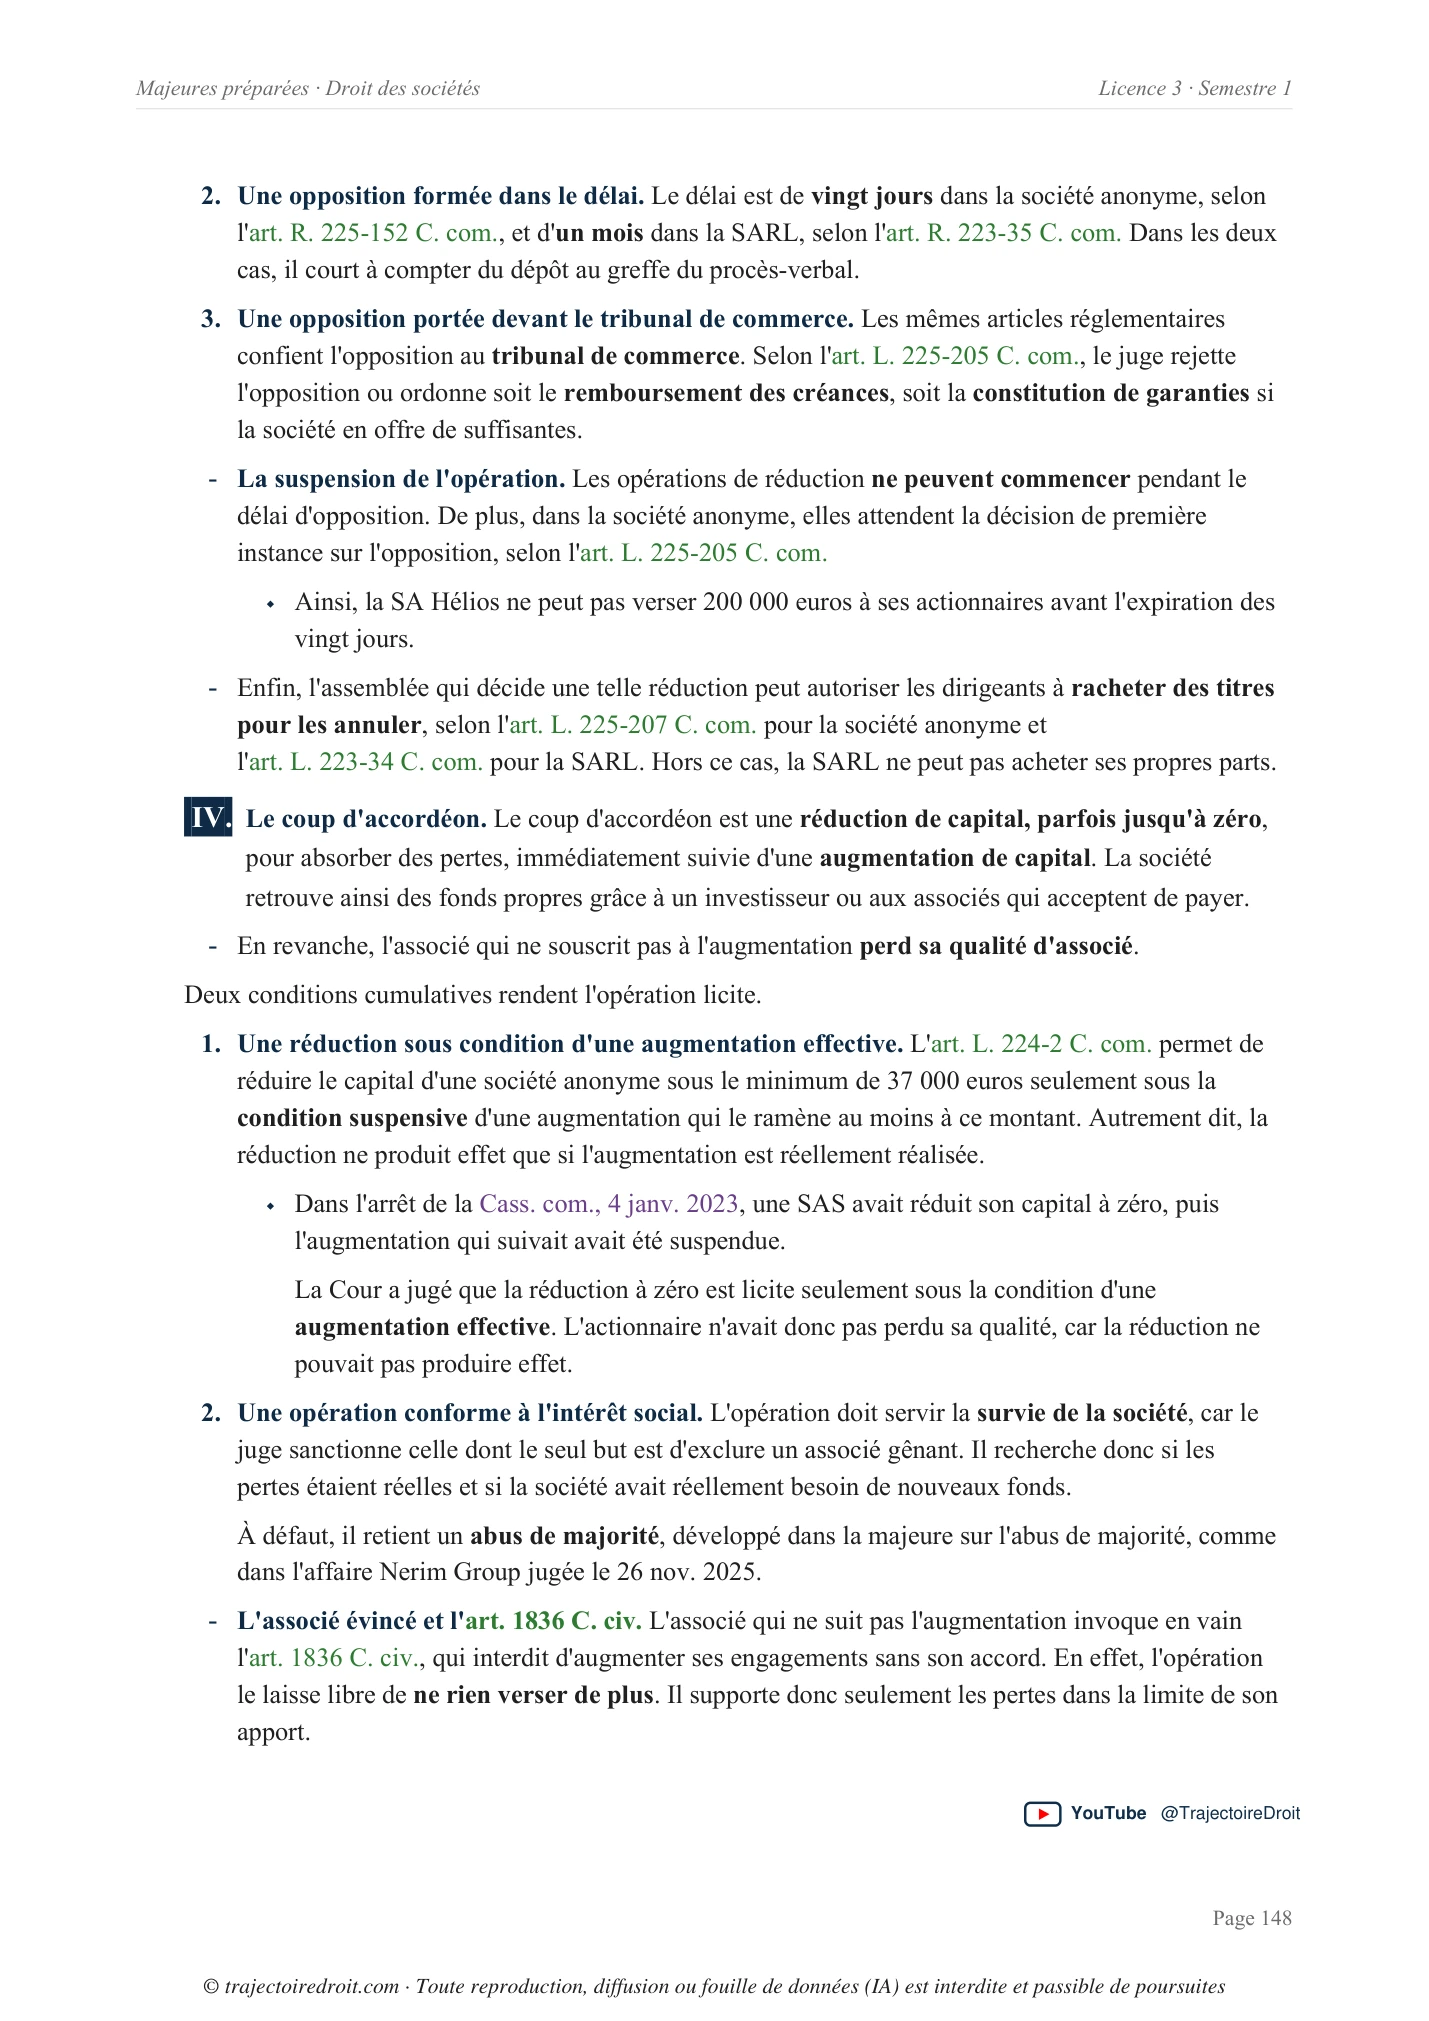 Majeures préparées · Droit des sociétés
Licence 3 · Semestre 1
2. Une opposition formée dans le délai. Le délai est de vingt jours dans la société anonyme, selon
l'art. R. 225-152 C. com., et d'un mois dans la SARL, selon l'art. R. 223-35 C. com. Dans les deux
cas, il court à compter du dépôt au greffe du procès-verbal.
3. Une opposition portée devant le tribunal de commerce. Les mêmes articles réglementaires
confient l'opposition au tribunal de commerce. Selon l'art. L. 225-205 C. com., le juge rejette
l'opposition ou ordonne soit le remboursement des créances, soit la constitution de garanties si
la société en offre de suffisantes.
- La suspension de l'opération. Les opérations de réduction ne peuvent commencer pendant le
délai d'opposition. De plus, dans la société anonyme, elles attendent la décision de première
instance sur l'opposition, selon l'art. L. 225-205 C. com.
⬩ Ainsi, la SA Hélios ne peut pas verser 200 000 euros à ses actionnaires avant l'expiration des
vingt jours.
- Enfin, l'assemblée qui décide une telle réduction peut autoriser les dirigeants à racheter des titres
pour les annuler, selon l'art. L. 225-207 C. com. pour la société anonyme et
l'art. L. 223-34 C. com. pour la SARL. Hors ce cas, la SARL ne peut pas acheter ses propres parts.
IV. Le coup d'accordéon. Le coup d'accordéon est une réduction de capital, parfois jusqu'à zéro,
pour absorber des pertes, immédiatement suivie d'une augmentation de capital. La société
retrouve ainsi des fonds propres grâce à un investisseur ou aux associés qui acceptent de payer.
- En revanche, l'associé qui ne souscrit pas à l'augmentation perd sa qualité d'associé.
Deux conditions cumulatives rendent l'opération licite.
1. Une réduction sous condition d'une augmentation effective. L'art. L. 224-2 C. com. permet de
réduire le capital d'une société anonyme sous le minimum de 37 000 euros seulement sous la
condition suspensive d'une augmentation qui le ramène au moins à ce montant. Autrement dit, la
réduction ne produit effet que si l'augmentation est réellement réalisée.
⬩ Dans l'arrêt de la Cass. com., 4 janv. 2023, une SAS avait réduit son capital à zéro, puis
l'augmentation qui suivait avait été suspendue.
La Cour a jugé que la réduction à zéro est licite seulement sous la condition d'une
augmentation effective. L'actionnaire n'avait donc pas perdu sa qualité, car la réduction ne
pouvait pas produire effet.
2. Une opération conforme à l'intérêt social. L'opération doit servir la survie de la société, car le
juge sanctionne celle dont le seul but est d'exclure un associé gênant. Il recherche donc si les
pertes étaient réelles et si la société avait réellement besoin de nouveaux fonds.
À défaut, il retient un abus de majorité, développé dans la majeure sur l'abus de majorité, comme
dans l'affaire Nerim Group jugée le 26 nov. 2025.
- L'associé évincé et l'art. 1836 C. civ. L'associé qui ne suit pas l'augmentation invoque en vain
l'art. 1836 C. civ., qui interdit d'augmenter ses engagements sans son accord. En effet, l'opération
le laisse libre de ne rien verser de plus. Il supporte donc seulement les pertes dans la limite de son
apport.
YouTube @TrajectoireDroit
Page 148
© trajectoiredroit.com · Toute reproduction, diffusion ou fouille de données (IA) est interdite et passible de poursuites